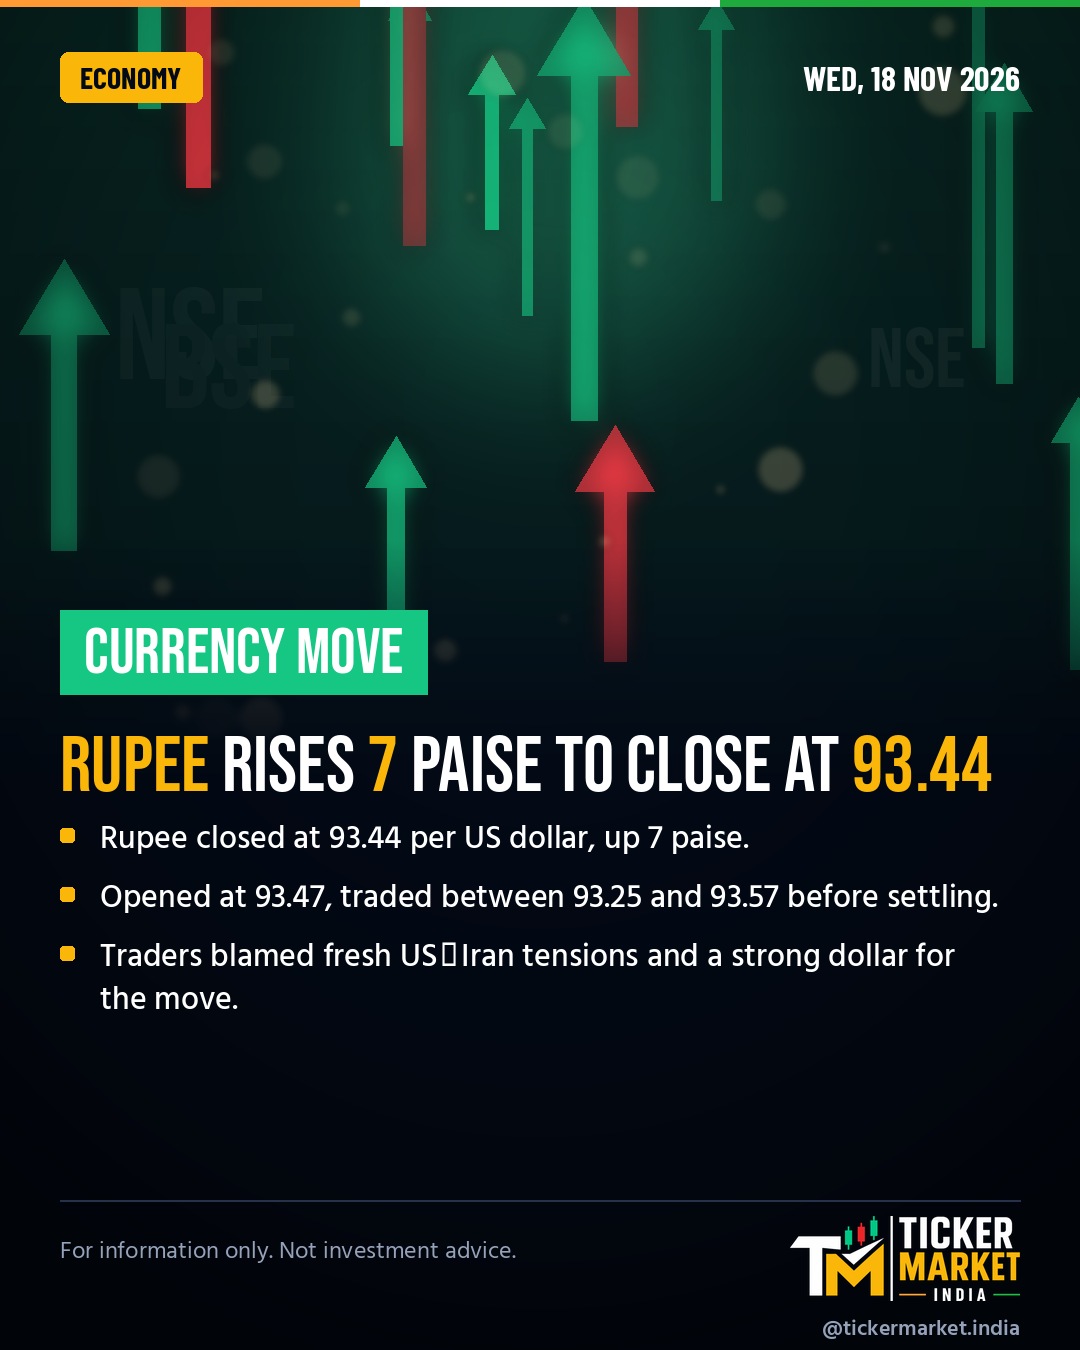 ECONOMY
WED, 18 NOV 2026
NSE
BSE
NSE
CURRENCY MOVE
RUPEE RISES 7 PAISE TO CLOSE AT 93.44
Rupee closed at 93.44 per US dollar, up 7 paise.
Opened at 93.47, traded between 93.25 and 93.57 before settling.
Traders blamed fresh US▯Iran tensions and a strong dollar for
the move.
For information only. Not investment advice.
TM
TICKER
MARKET
INDIA
@tickermarket.india